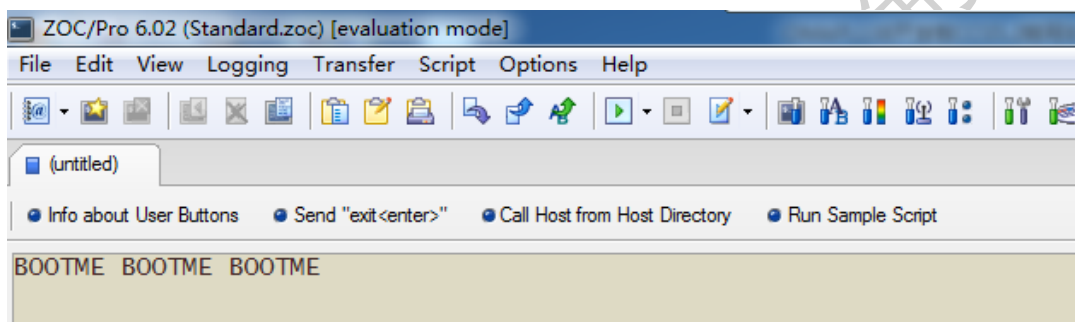 ZOC/Pro 6.02 (Standard.zoc) [evaluation mode]
File Edit View Logging Transfer Script Options Help
(untitled)
Info about User Buttons Send "exit<enter>" Call Host from Host Directory Run Sample Script
BOOTME BOOTME BOOTME